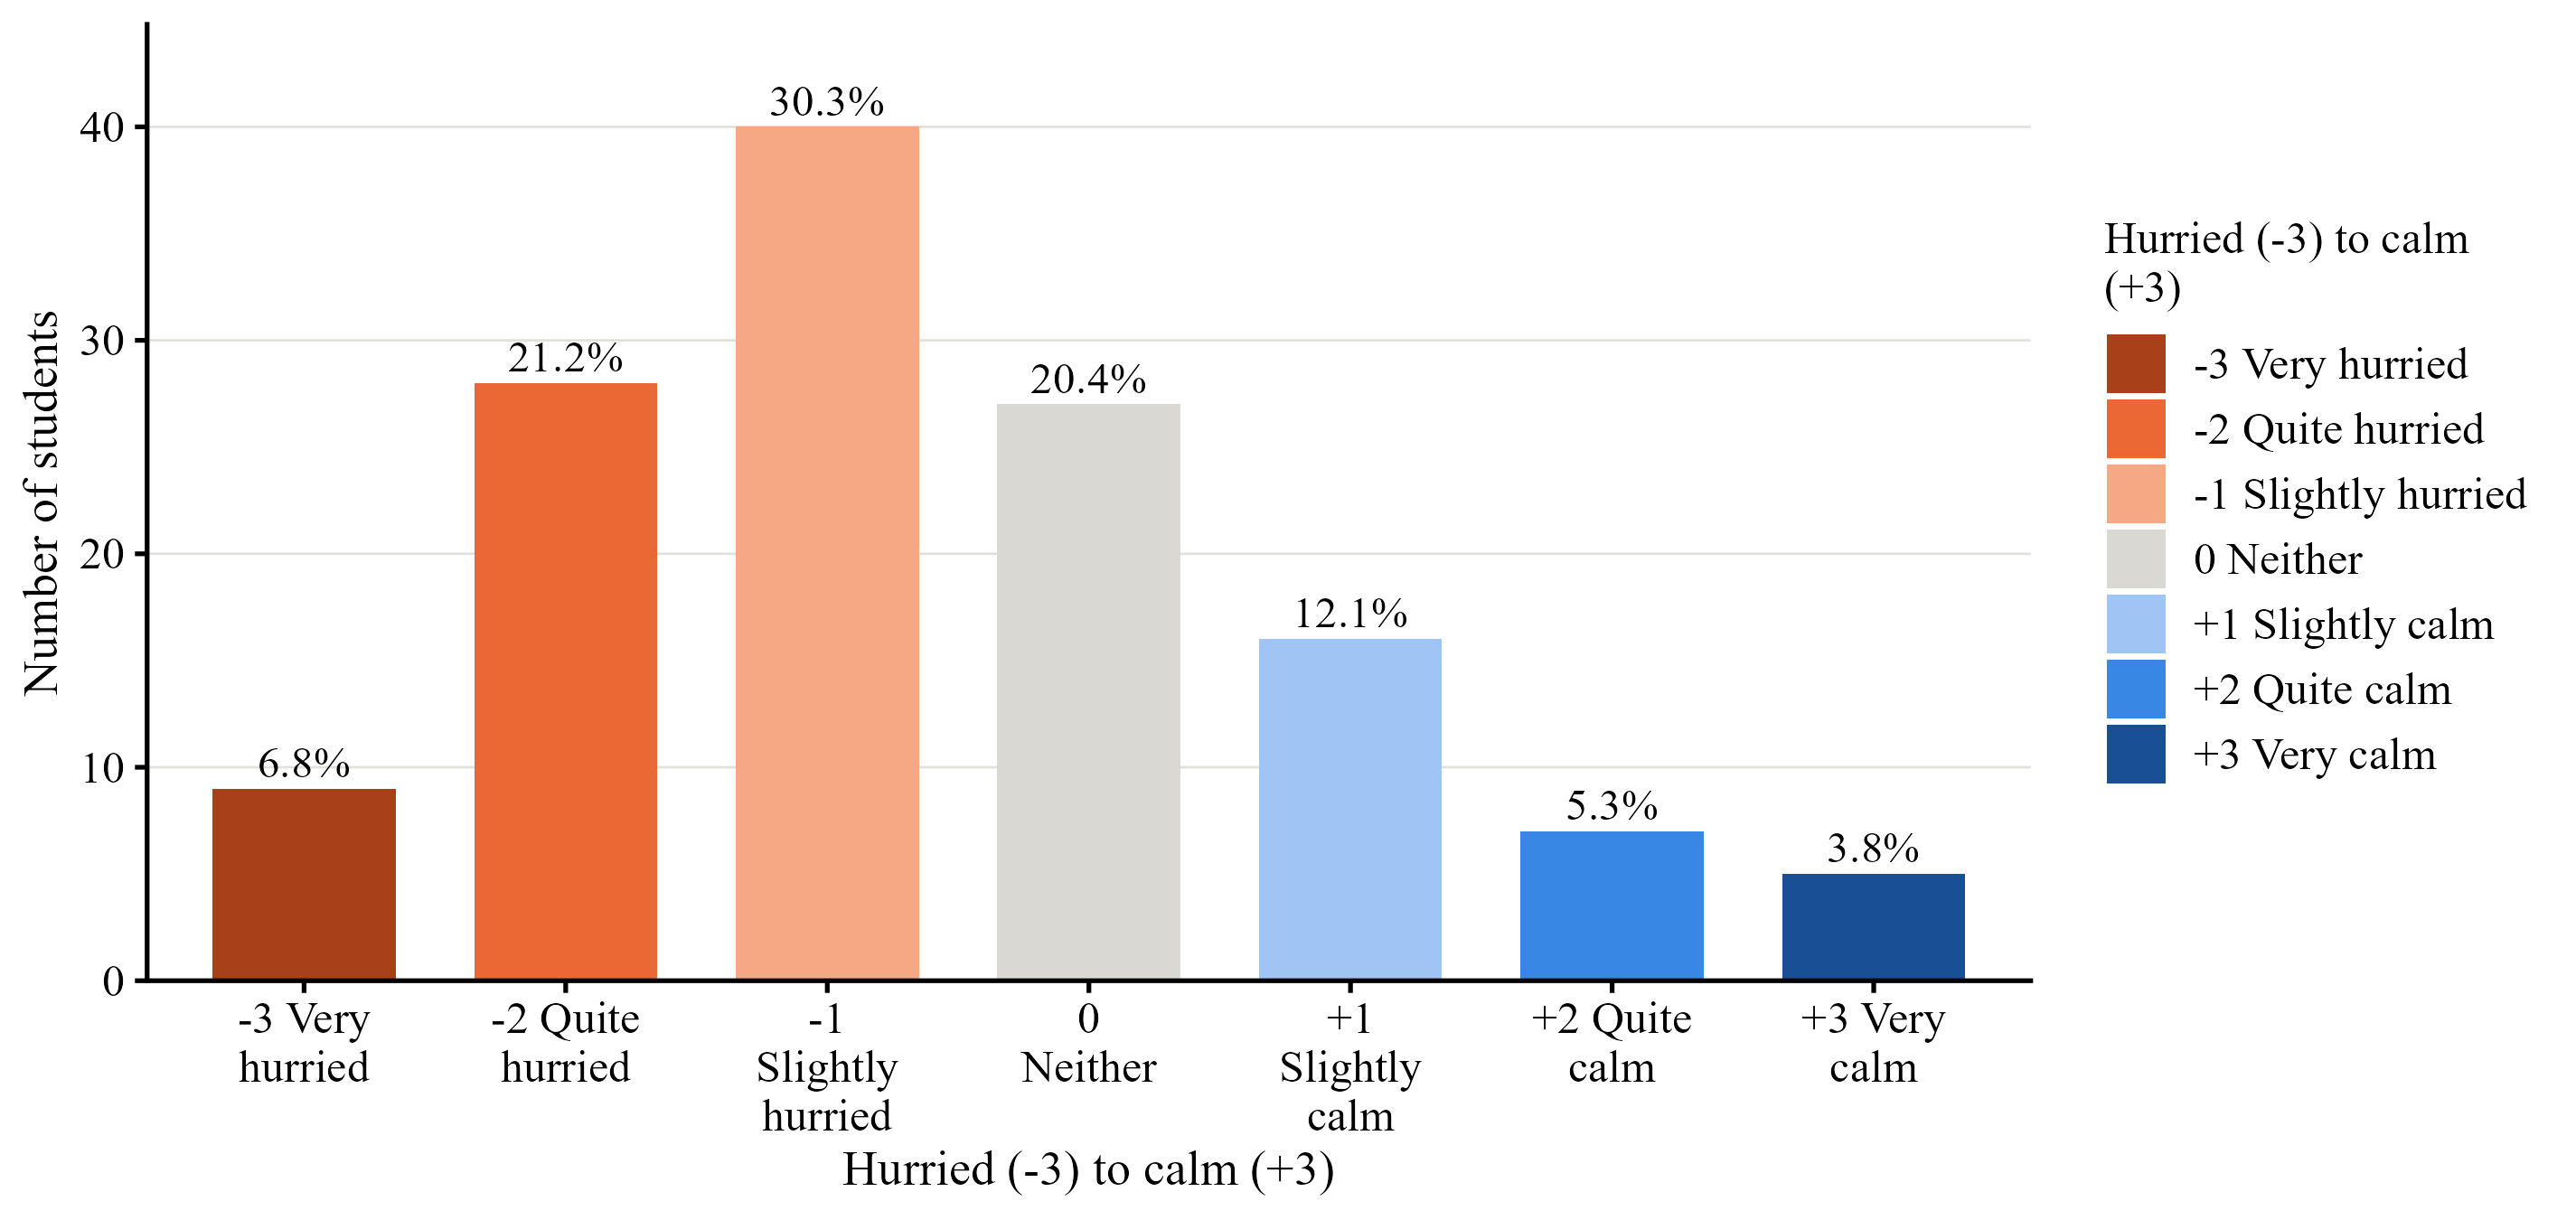 Number of students
40
30
20
10
0
6.8%
21.2%
30.3%
20.4%
12.1%
5.3%
3.8%
-3 Very
hurried
-2 Quite
hurried
-1
Slightly
hurried
0
Neither
+1
Slightly
calm
+2 Quite
calm
+3 Very
calm
Hurried (-3) to calm (+3)
Hurried (-3) to calm
(+3)
-3 Very hurried
-2 Quite hurried
-1 Slightly hurried
0 Neither
+1 Slightly calm
+2 Quite calm
+3 Very calm